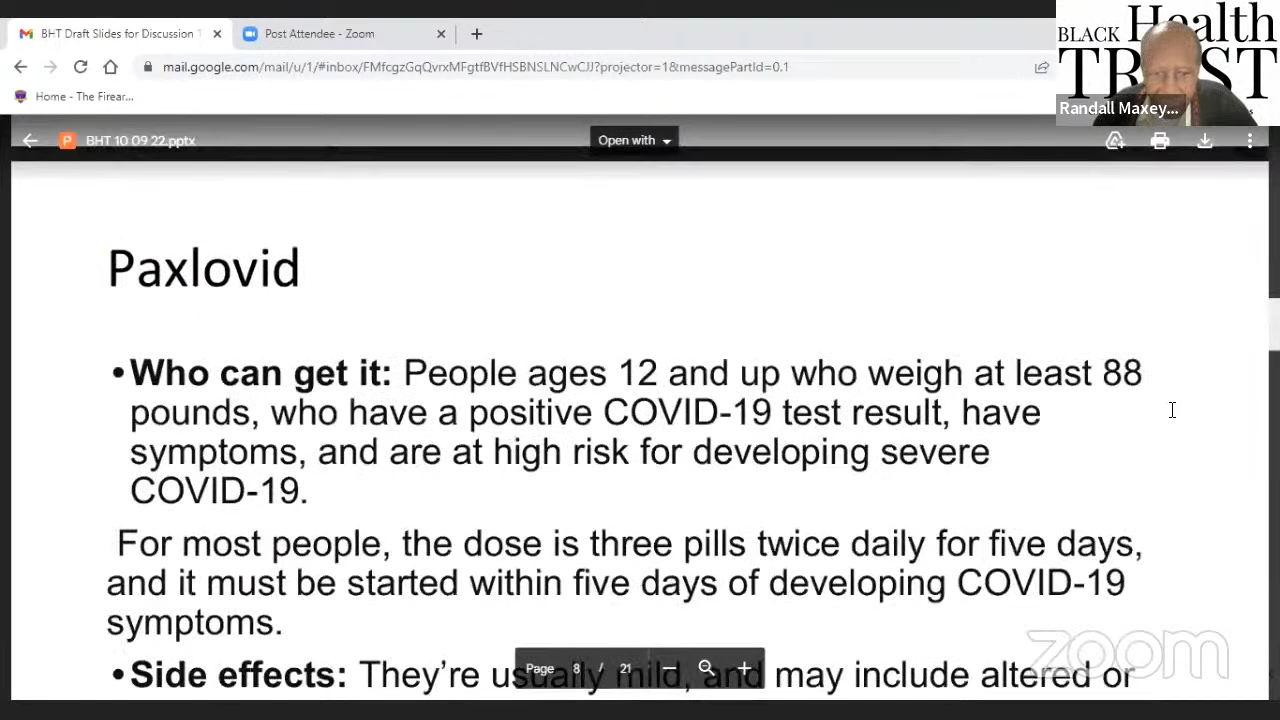 BHT Draft Slides for Discussion
Post Attendee - Zoom
mail.google.com/mail/u/1/#inbox/FMfcgzGqQvrxMFgtfBVfHSBNSLNCwCJJ?projector=1&messagePartId=0.1
Home - The Firear...
BLACK Health
TRUST
Randall Maxey...
BHT 10 09 22.pptx
Open with
Paxlovid
•Who can get it: People ages 12 and up who weigh at least 88
pounds, who have a positive COVID-19 test result, have
symptoms, and are at high risk for developing severe
COVID-19.
For most people, the dose is three pills twice daily for five days,
and it must be started within five days of developing COVID-19
symptoms.
•Side effects: They're usually mild, and may include altered or
Page 8 / 21
zoom